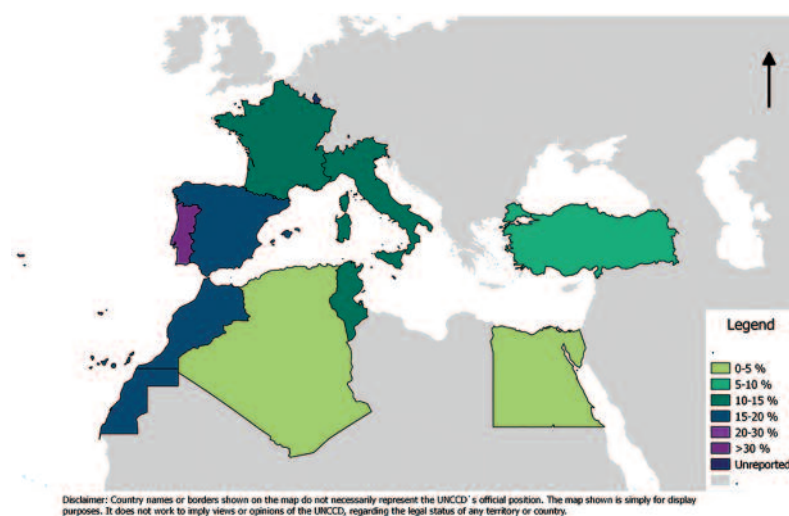 Legend
0-5 %
5-10 %
10-15 %
15-20 %
20-30 %
>30 %
Unreported
Disclaimer: Country names or borders shown on the map do not necessarily represent the UNCCD`s official position. The map shown is simply for display
purposes. It does not work to imply views or opinions of the UNCCD, regarding the legal status of any territory or country.